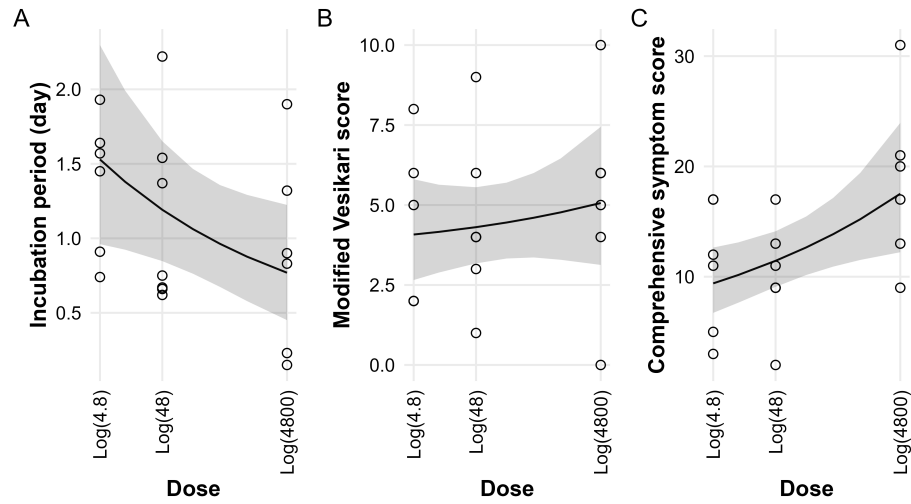 A
Incubation period (day)
2.0
1.5
1.0
0.5
Log(4.8)
Log(48)
Log(4800)
Dose
B
Modified Vesikari score
10.0
7.5
5.0
2.5
0.0
Log(4.8)
Log(48)
Log(4800)
Dose
C
Comprehensive symptom score
30
20
10
Log(4.8)
Log(48)
Log(4800)
Dose